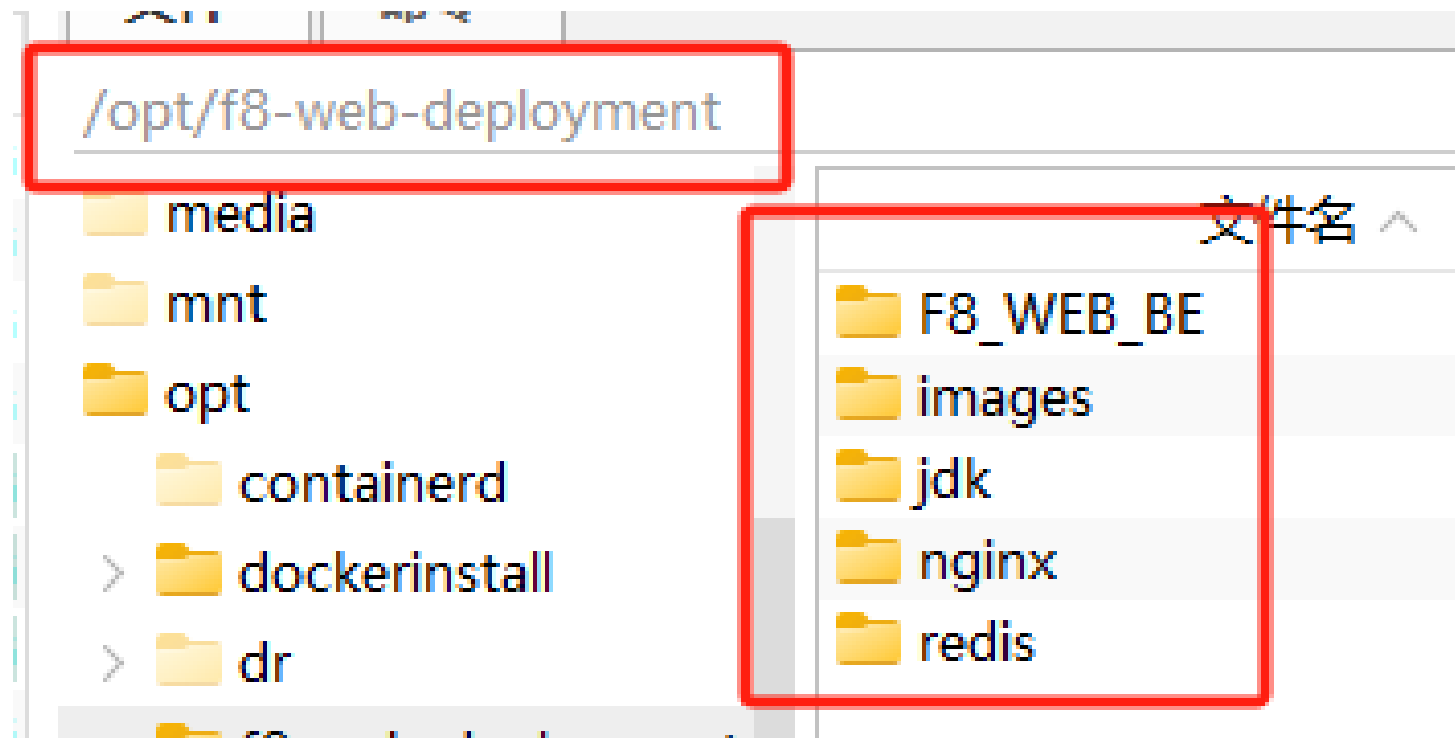 /opt/f8-web-deployment
media
mnt
opt
containerd
dockerinstall
dr
文件名
F8_WEB_BE
images
jdk
nginx
redis